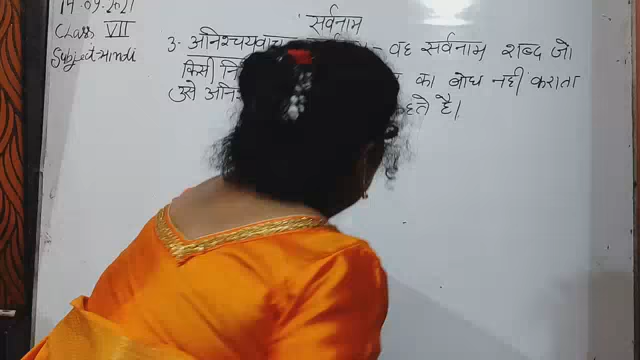 14.09.2021
Class VII
Subject Hindi
सर्वनाम
3. अनिश्चयवाच - वह सर्वनाम शब्द जो
किसी नि का बोध नही कराता
उसे अनि हते है।